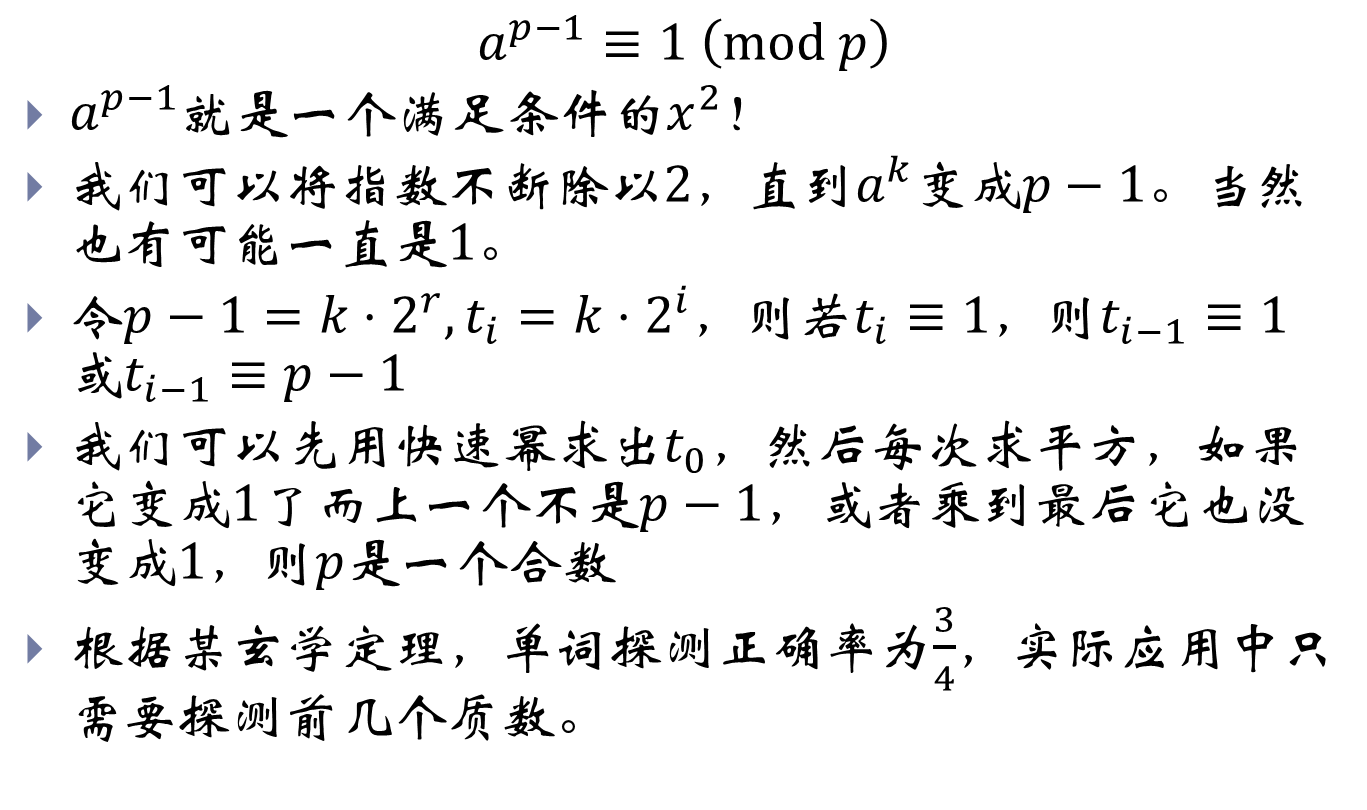 a^{p−1} ≡ 1 (mod p)
a^{p−1}就是一个满足条件的x^2!
我们可以将指数不断除以2，直到a^k变成p − 1。当然
也有可能一直是1。
令p − 1 = k · 2^r, t_i = k · 2^i，则若t_i ≡ 1，则t_{i−1} ≡ 1
或t_{i−1} ≡ p − 1
我们可以先用快速幂求出t_0，然后每次求平方，如果
它变成1了而上一个不是p − 1，或者乘到最后它也没
变成1，则p是一个合数
根据某玄学定理，单词探测正确率为3/4，实际应用中只
需要探测前几个质数。